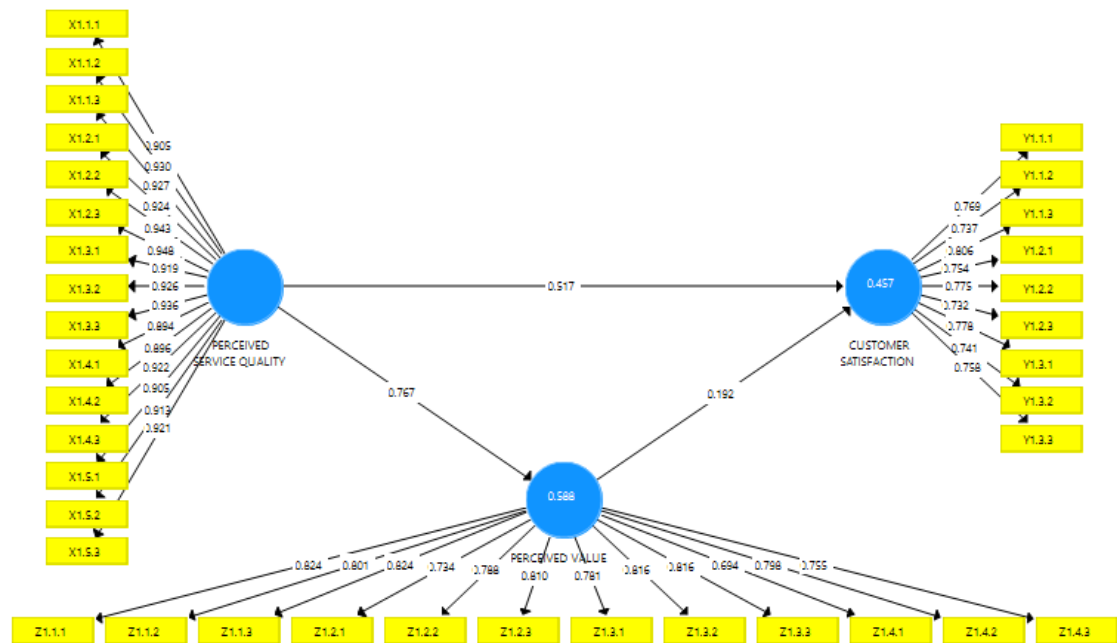 X1.1.1
X1.1.2
X1.1.3
X1.2.1
X1.2.2
X1.2.3
X1.3.1
X1.3.2
X1.3.3
X1.4.1
X1.4.2
X1.4.3
X1.5.1
X1.5.2
X1.5.3
0.905
0.930
0.927
0.924
0.943
0.948
0.919
0.926
0.936
0.894
0.896
0.922
0.905
0.913
0.921
PERCEIVED
SERVICE QUALITY
0.517
0.767
0.192
0.457
CUSTOMER
SATISFACTION
0.769
0.737
0.806
0.754
0.775
0.732
0.778
0.741
0.758
Y1.1.1
Y1.1.2
Y1.1.3
Y1.2.1
Y1.2.2
Y1.2.3
Y1.3.1
Y1.3.2
Y1.3.3
0.588
PERCEIVED VALUE
0.824
0.801
0.824
0.734
0.788
0.810
0.781
0.816
0.816
0.694
0.798
0.755
Z1.1.1
Z1.1.2
Z1.1.3
Z1.2.1
Z1.2.2
Z1.2.3
Z1.3.1
Z1.3.2
Z1.3.3
Z1.4.1
Z1.4.2
Z1.4.3